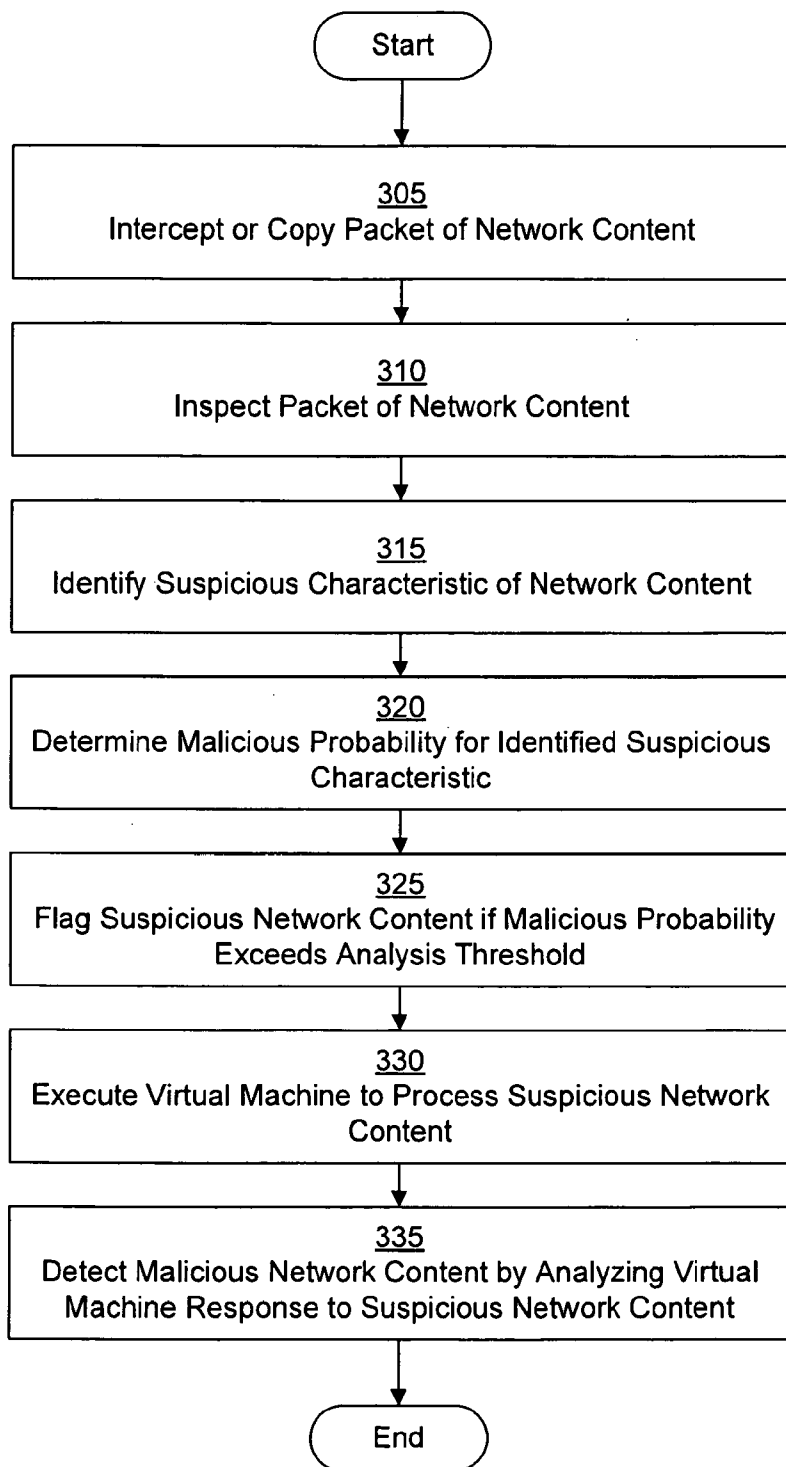 Start
305
Intercept or Copy Packet of Network Content
310
Inspect Packet of Network Content
315
Identify Suspicious Characteristic of Network Content
320
Determine Malicious Probability for Identified Suspicious
Characteristic
325
Flag Suspicious Network Content if Malicious Probability
Exceeds Analysis Threshold
330
Execute Virtual Machine to Process Suspicious Network
Content
335
Detect Malicious Network Content by Analyzing Virtual
Machine Response to Suspicious Network Content
End